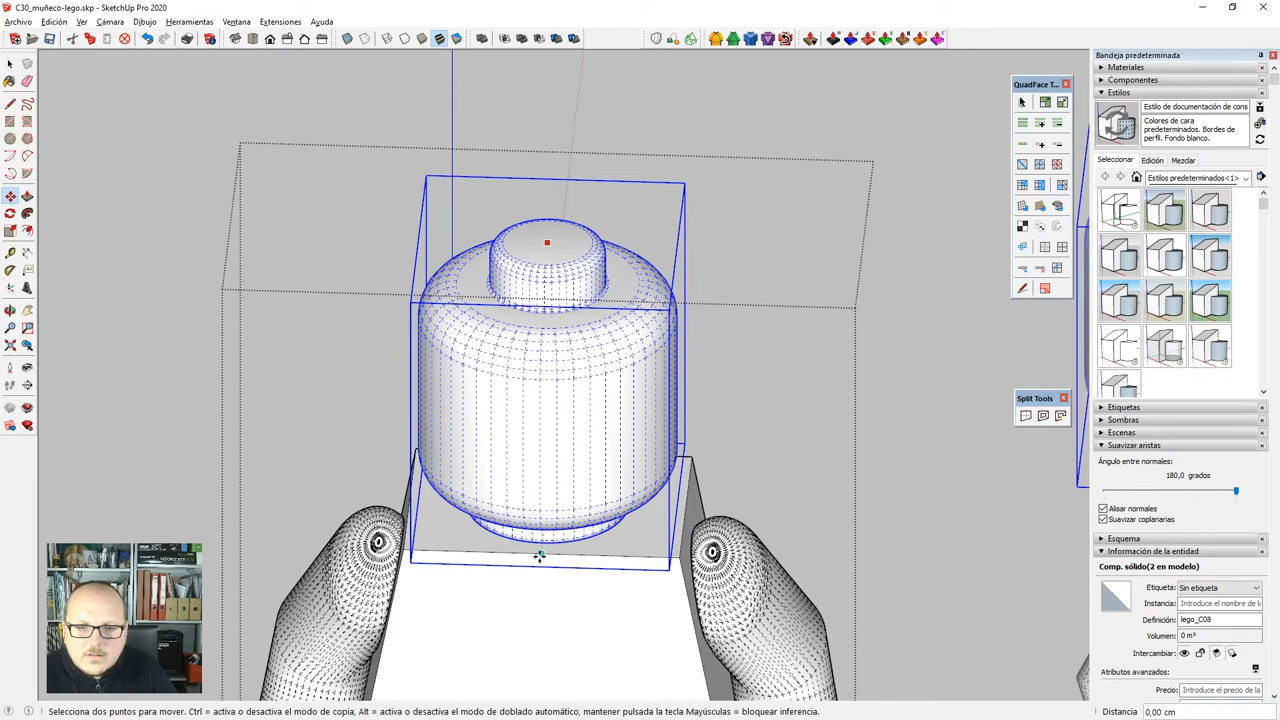 C30_muñeco-lego.skp - SketchUp Pro 2020
Archivo Edición Ver Cámara Dibujo Herramientas Ventana Extensiones Ayuda
Bandeja predeterminada
Materiales
Componentes
Estilos
Estilo de documentación de cons
Colores de cara
predeterminados. Bordes de
perfil. Fondo blanco.
Seleccionar Edición Mezclar
Estilos predeterminados<1>
QuadFace T...
Split Tools
Etiquetas
Sombras
Escenas
Suavizar aristas
Ángulo entre normales:
180,0 grados
Alisar normales
Suavizar coplanarias
Esquema
Información de la entidad
Comp. sólido(2 en modelo)
Etiqueta: Sin etiqueta
Instancia: Introduce el nombre de la
Definición: lego_C08
Volumen: 0 m³
Intercambiar:
Atributos avanzados:
Precio: Introduce el precio de la
Selecciona dos puntos para mover. Ctrl = activa o desactiva el modo de copia, Alt = activa o desactiva el modo de doblado automático, mantener pulsada la tecla Mayúsculas = bloquear inferencia.
Distancia 0,00 cm